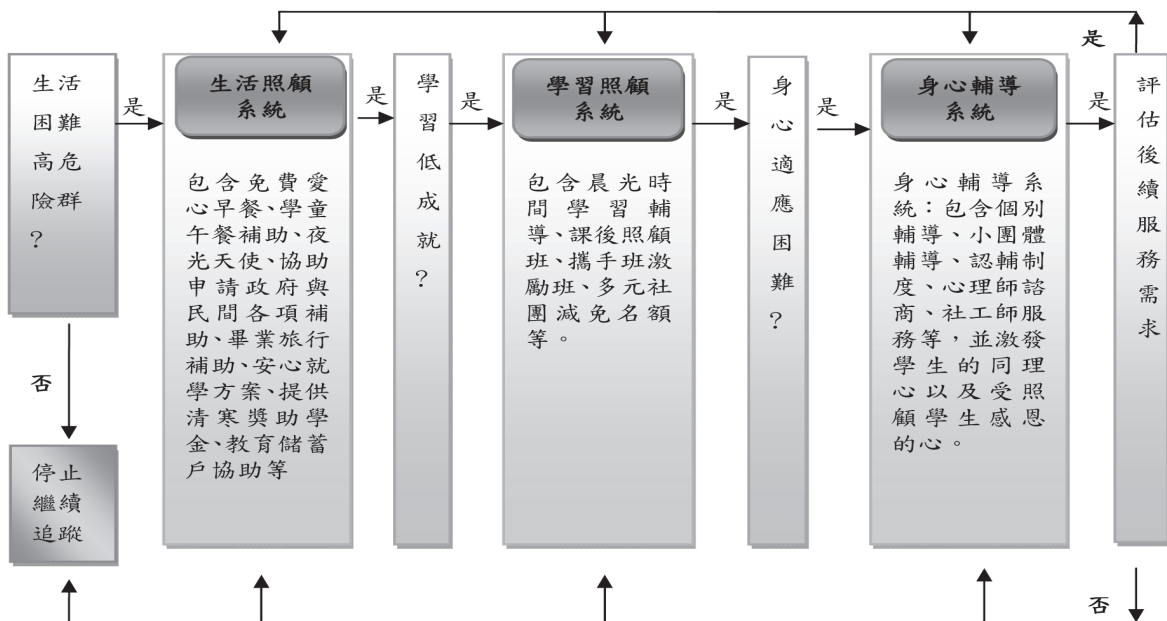 是
生活
困難
高危
險群
?
是
生活照顧
系統
包含免費愛
心早餐、學童
午餐補助、夜
光天使、協助
申請政府與
民間各項補
助、畢業旅行
補助、安心就
學方案、提供
清寒獎助學
金、教育儲蓄
戶協助等
是
學
習
低
成
就
?
是
學習照顧
系統
包含晨光時
間學習輔
導、課後照顧
班、攜手班激
勵班、多元社
團減免名額
等。
是
身
心
適
應
困
難
?
是
身心輔導
系統
身心輔導系
統：包含個別
輔導、小團體
輔導、認輔制
度、心理師諮
商、社工師服
務等，並激發
學生的同理
心以及受照
顧學生感恩
的心。
是
評
估
後
續
服
務
需
求
否
停止
繼續
追蹤
否